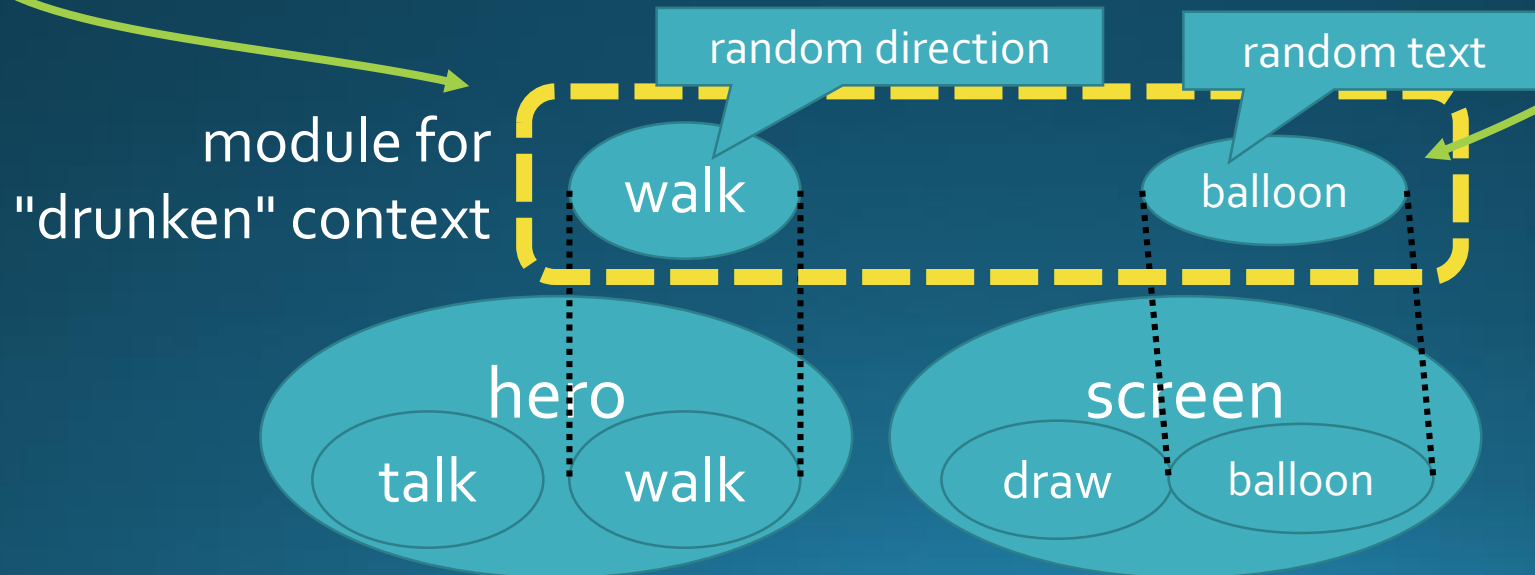 random direction
random text
module for
"drunken" context
walk
balloon
hero
screen
talk
walk
draw
balloon